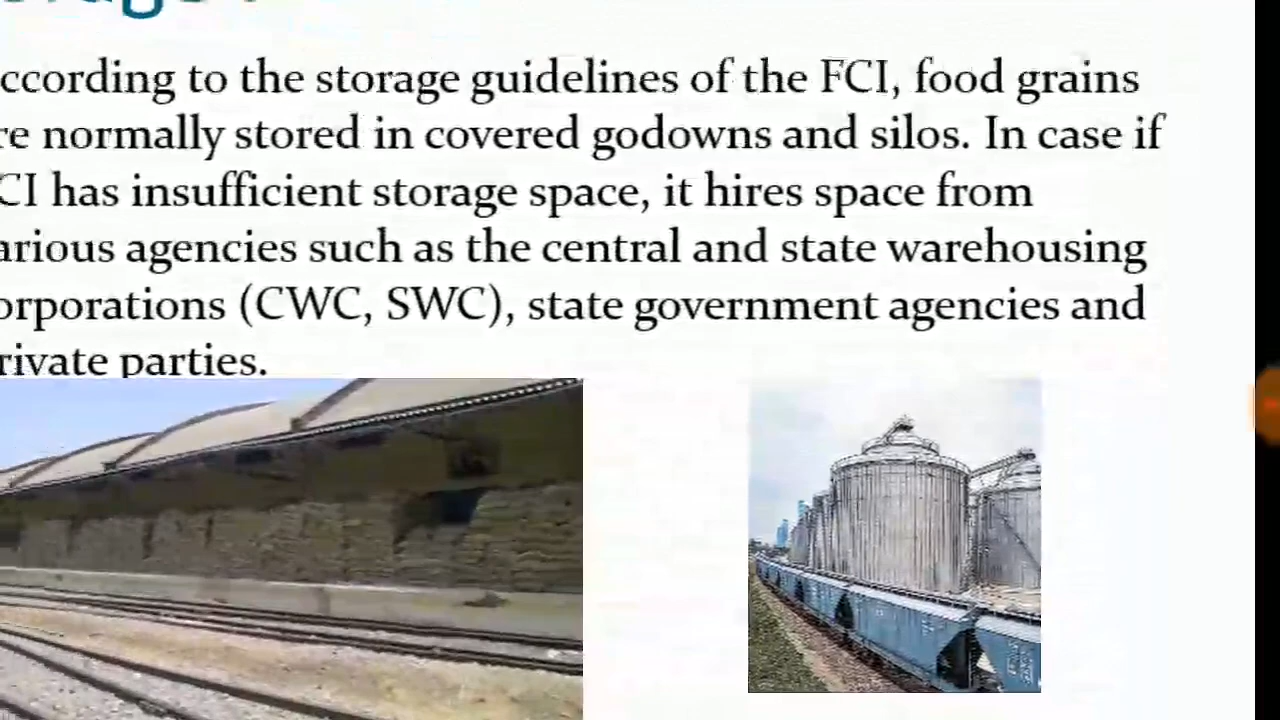 ccording to the storage guidelines of the FCI, food grains
re normally stored in covered godowns and silos. In case if
CI has insufficient storage space, it hires space from
arious agencies such as the central and state warehousing
orporations (CWC, SWC), state government agencies and
rivate parties.